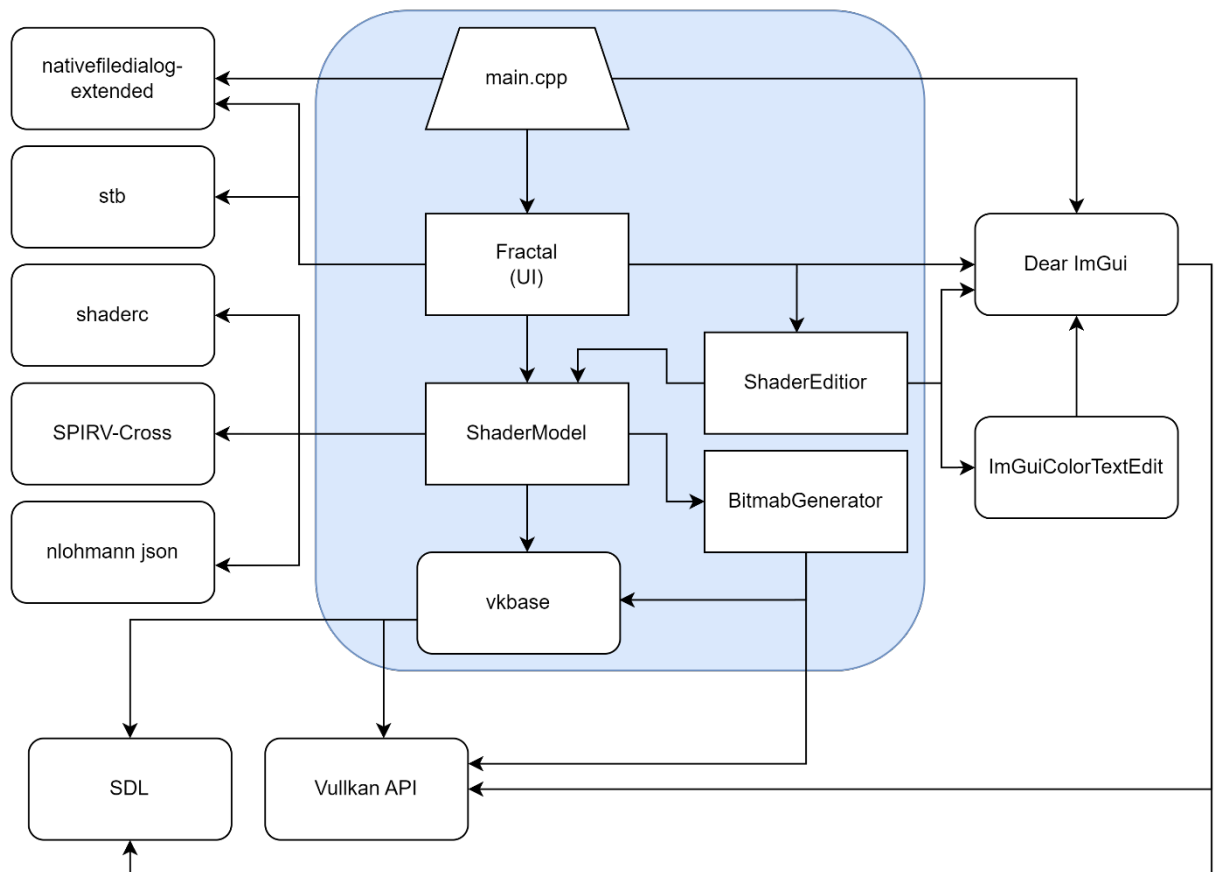 nativefiledialog-
extended
main.cpp
stb
Fractal
(UI)
Dear ImGui
shaderc
ShaderEditior
SPIRV-Cross
ShaderModel
ImGuiColorTextEdit
BitmabGenerator
nlohmann json
vkbase
SDL
Vullkan API